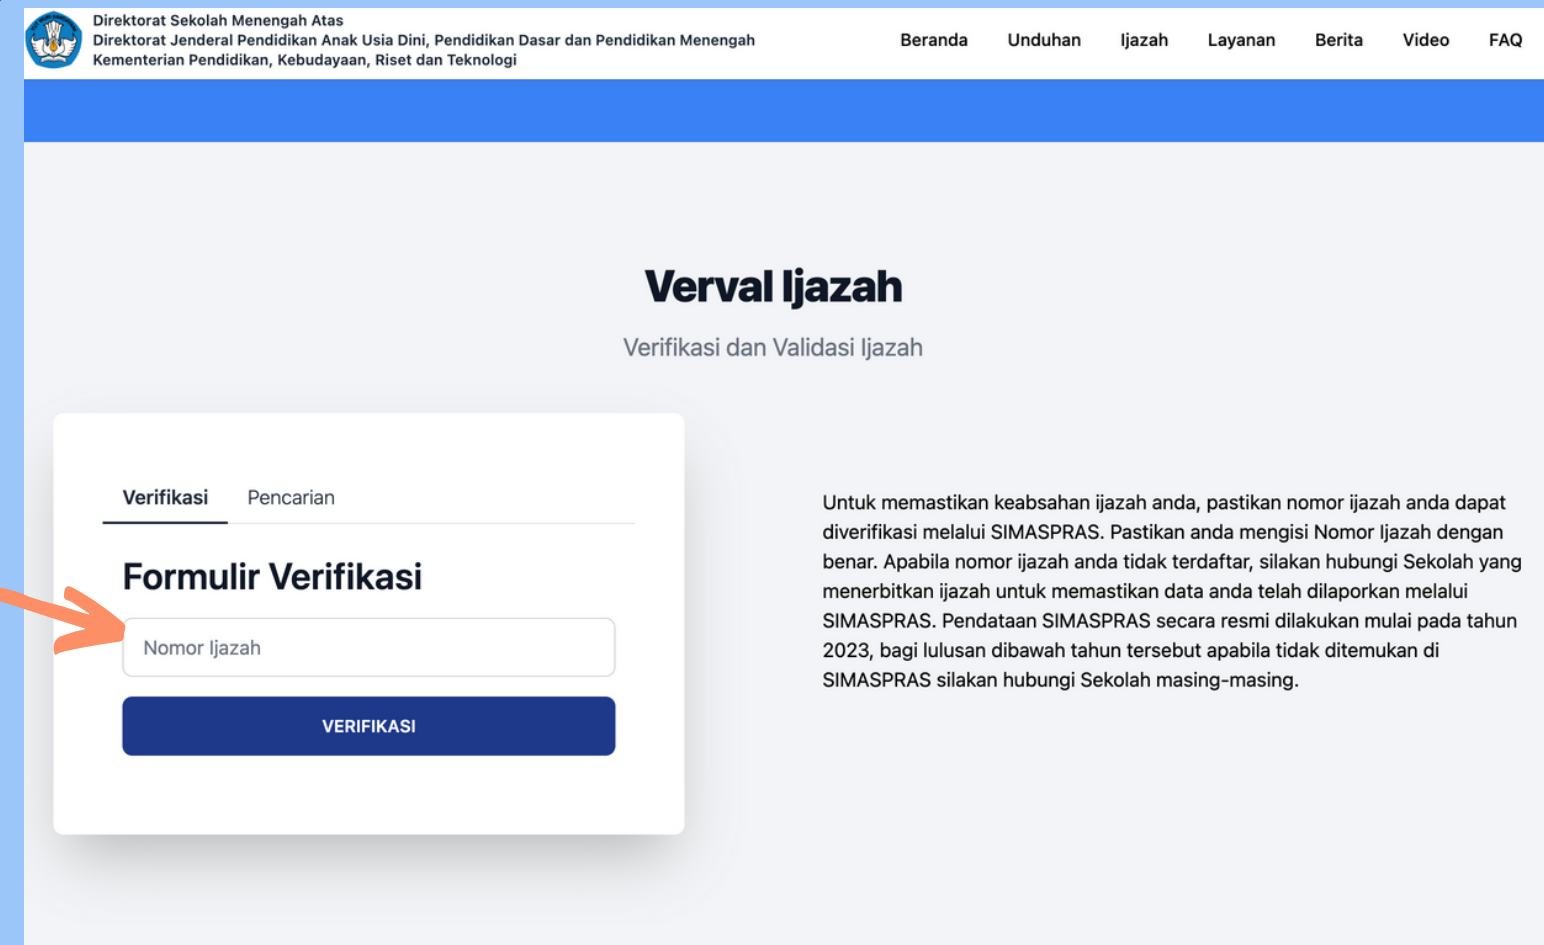 Direktorat Sekolah Menengah Atas
Direktorat Jenderal Pendidikan Anak Usia Dini, Pendidikan Dasar dan Pendidikan Menengah
Kementerian Pendidikan, Kebudayaan, Riset dan Teknologi
Beranda Unduhan Ijazah Layanan Berita Video FAQ
Verval Ijazah
Verifikasi dan Validasi Ijazah
Verifikasi Pencarian
Formulir Verifikasi
Nomor Ijazah
VERIFIKASI
Untuk memastikan keabsahan ijazah anda, pastikan nomor ijazah anda dapat
diverifikasi melalui SIMASPRAS. Pastikan anda mengisi Nomor Ijazah dengan
benar. Apabila nomor ijazah anda tidak terdaftar, silakan hubungi Sekolah yang
menerbitkan ijazah untuk memastikan data anda telah dilaporkan melalui
SIMASPRAS. Pendataan SIMASPRAS secara resmi dilakukan mulai pada tahun
2023, bagi lulusan dibawah tahun tersebut apabila tidak ditemukan di
SIMASPRAS silakan hubungi Sekolah masing-masing.